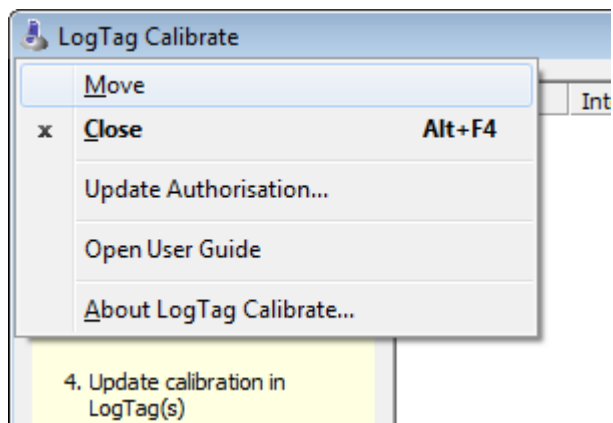 LogTag Calibrate
Int
Move
x Close Alt+F4
Update Authorisation...
Open User Guide
About LogTag Calibrate...
4. Update calibration in
LogTag(s)